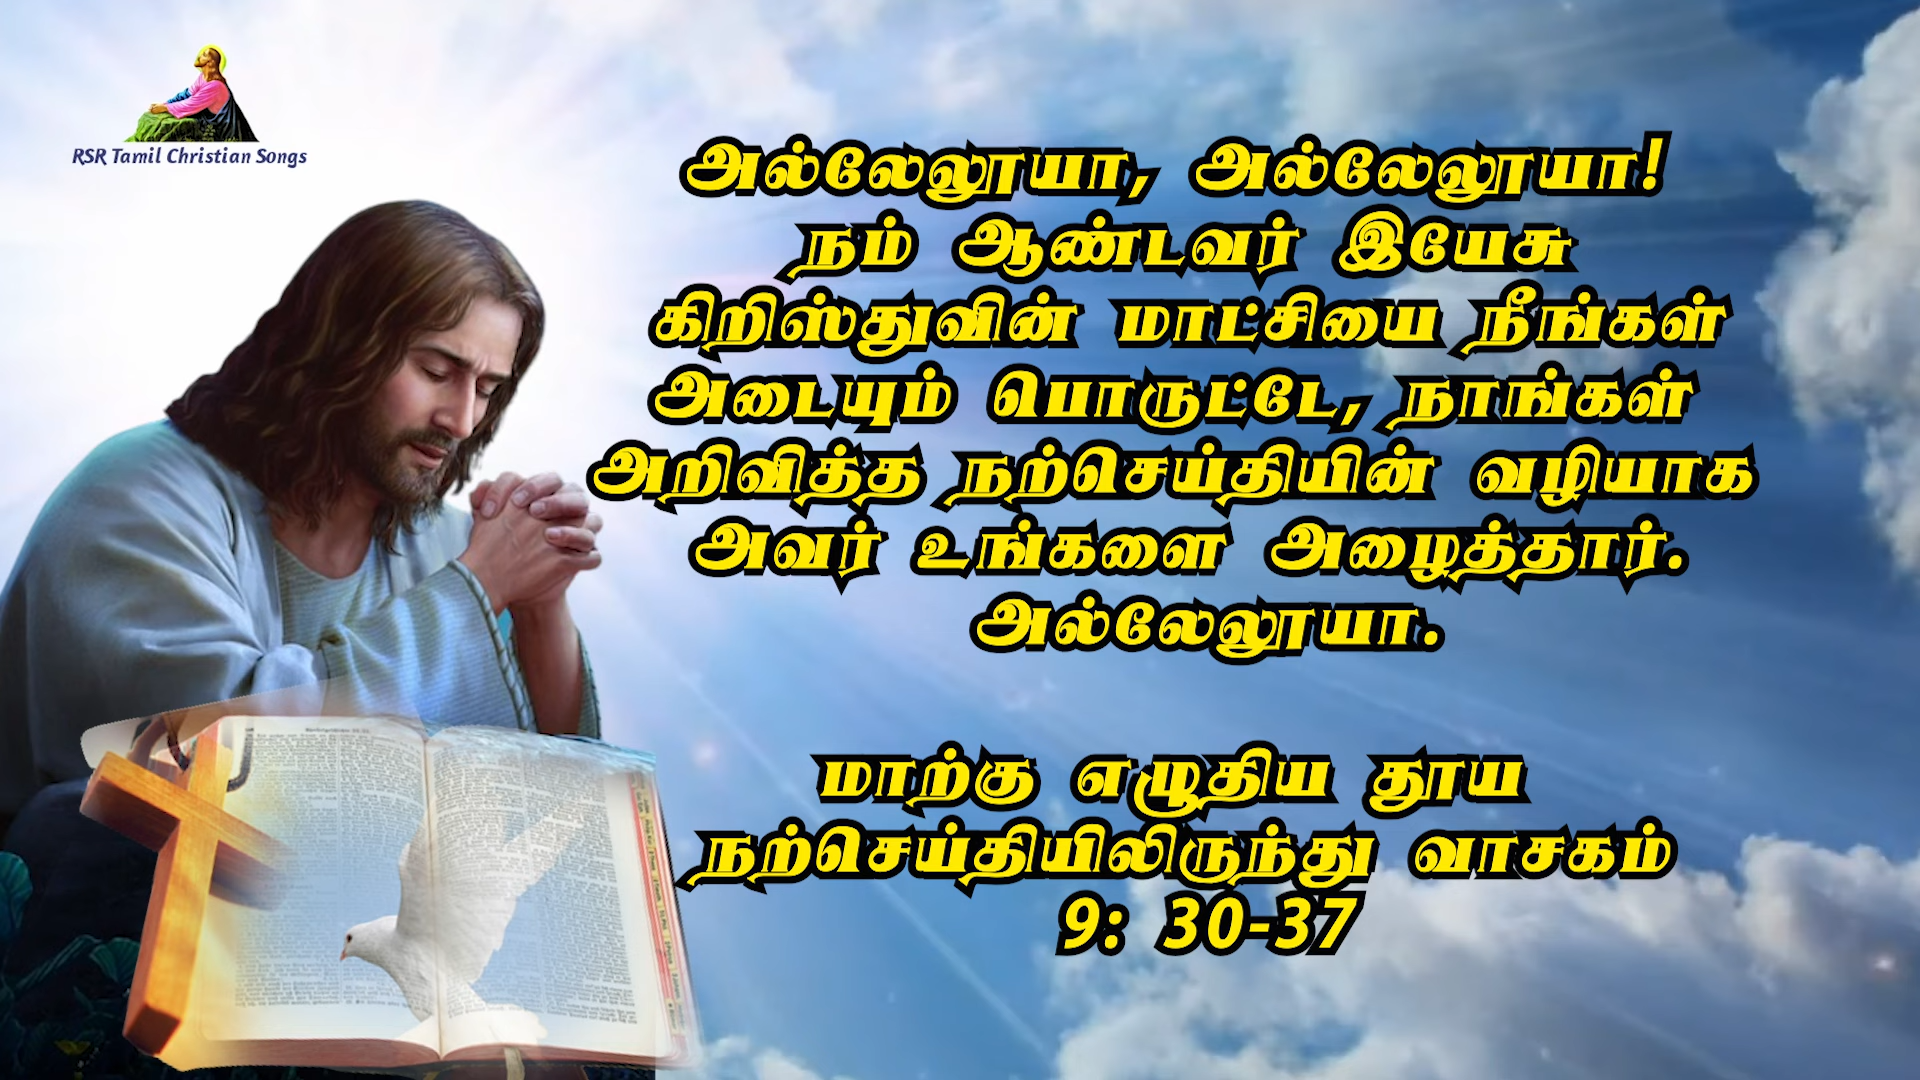 RSR Tamil Christian Songs
அல்லேலூயா, அல்லேலூயா!
நம் ஆண்டவர் இயேசு
கிறிஸ்துவின் மாட்சியை நீங்கள்
அடையும் பொருட்டே, நாங்கள்
அறிவித்த நற்செய்தியின் வழியாக
அவர் உங்களை அழைத்தார்.
அல்லேலூயா.
மாற்கு எழுதிய தூய
நற்செய்தியிலிருந்து வாசகம்
9: 30-37